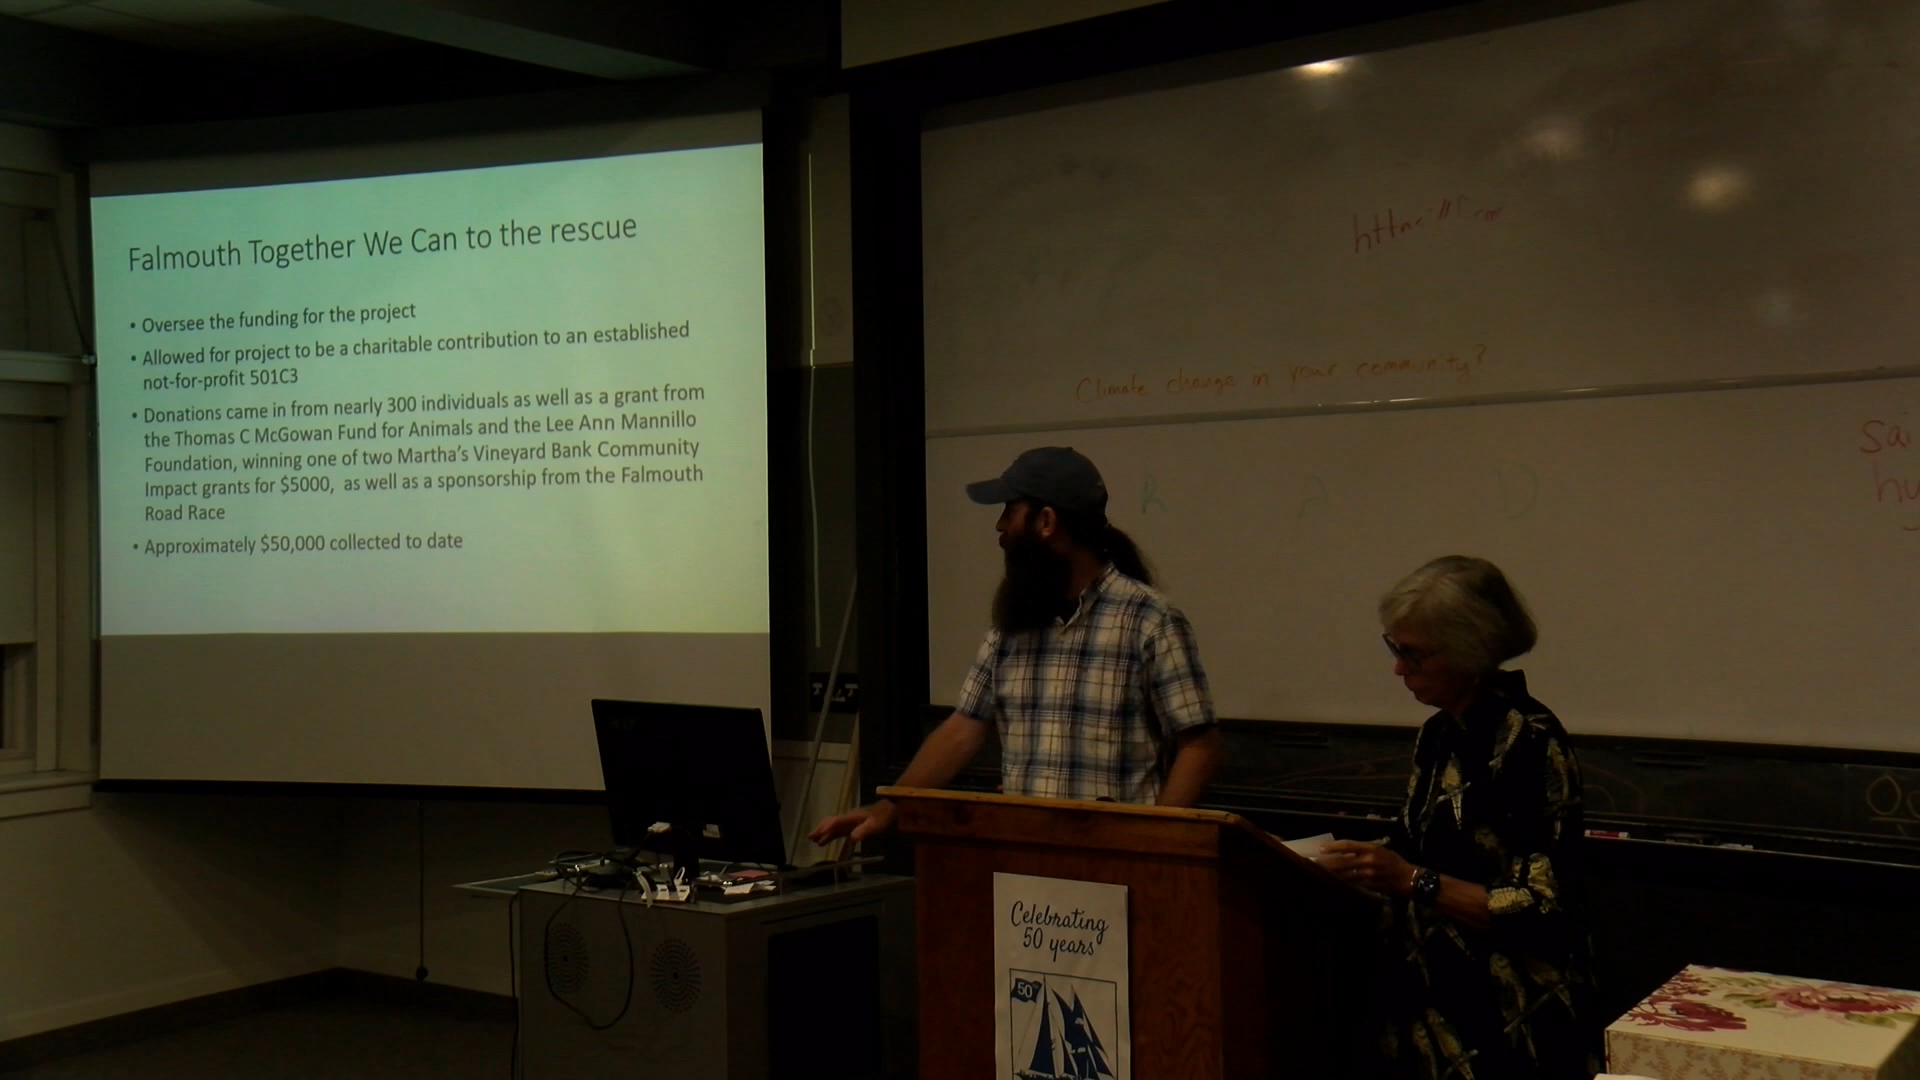 Falmouth Together We Can to the rescue
• Oversee the funding for the project
• Allowed for project to be a charitable contribution to an established
not-for-profit 501C3
• Donations came in from nearly 300 individuals as well as a grant from
the Thomas C McGowan Fund for Animals and the Lee Ann Mannillo
Foundation, winning one of two Martha's Vineyard Bank Community
Impact grants for $5000, as well as a sponsorship from the Falmouth
Road Race
• Approximately $50,000 collected to date
Climate change in your community?
R
D
sai
hy
Celebrating
50 years
50